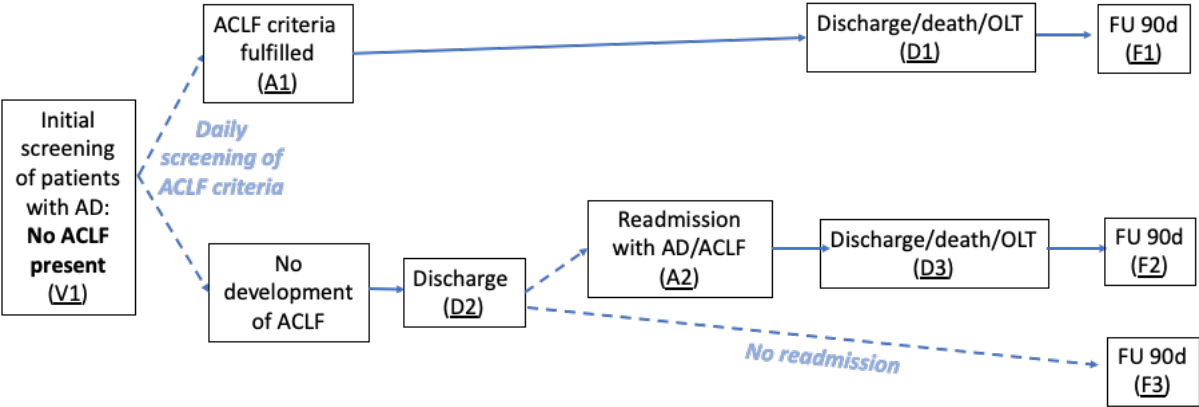 Initial
screening
of patients
with AD:
No ACLF
present
(V1)
ACLF criteria
fulfilled
(A1)
Daily
screening of
ACLF criteria
Discharge/death/OLT
(D1)
FU 90d
(F1)
No
development
of ACLF
Discharge
(D2)
Readmission
with AD/ACLF
(A2)
Discharge/death/OLT
(D3)
FU 90d
(F2)
No readmission
FU 90d
(F3)